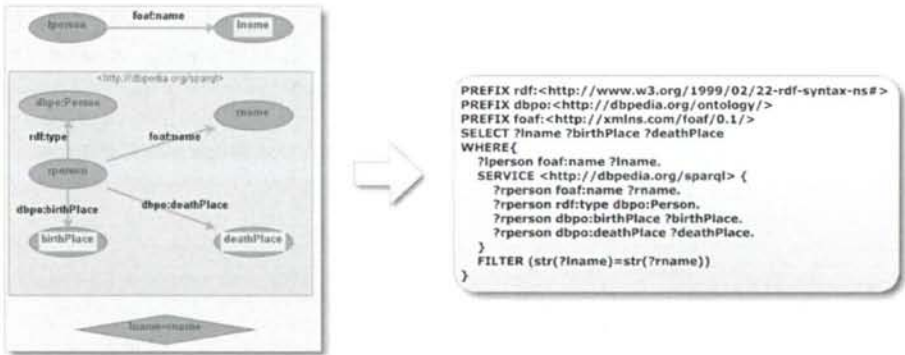 foaf:name
lperson
lname
<http://dbpedia.org/sparql>
dbpo:Person
rname
rdf:type
foaf:name
rperson
dbpo:birthPlace
dbpo:deathPlace
birthPlace
deathPlace
lname=rname
PREFIX rdf:<http://www.w3.org/1999/02/22-rdf-syntax-ns#>
PREFIX dbpo:<http://dbpedia.org/ontology/>
PREFIX foaf:<http://xmlns.com/foaf/0.1/>
SELECT ?lname ?birthPlace ?deathPlace
WHERE{
?lperson foaf:name ?lname.
SERVICE <http://dbpedia.org/sparql> {
?rperson foaf:name ?rname.
?rperson rdf:type dbpo:Person.
?rperson dbpo:birthPlace ?birthPlace.
?rperson dbpo:deathPlace ?deathPlace.
}
FILTER (str(?lname)=str(?rname))
}